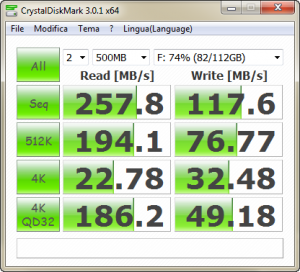 CrystalDiskMark 3.0.1 x64
File Modifica Tema ? Lingua(Language)
All 2 500MB F: 74% (82/112GB)
Read [MB/s] Write [MB/s]
Seq 257.8 117.6
512K 194.1 76.77
4K 22.78 32.48
4K QD32 186.2 49.18